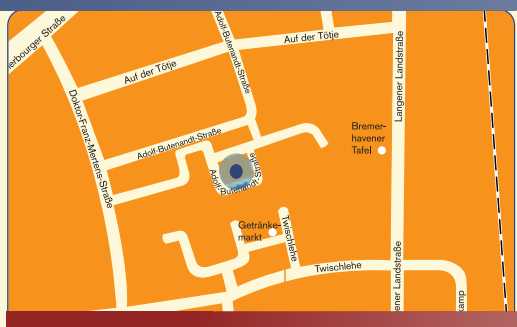 erbourger Straße
Adolf-Butenandt-Straße
Auf der Tötje
Auf der Tötje
Langener Landstraße
Doktor-Franz-Mertens-Straße
Adolf-Butenandt-Straße
Bremer-
havener
Tafel
Adolf-Butenandt-Straße
Getränke-
markt
Twischlehe
Twischlehe
ener Landstraße
kamp